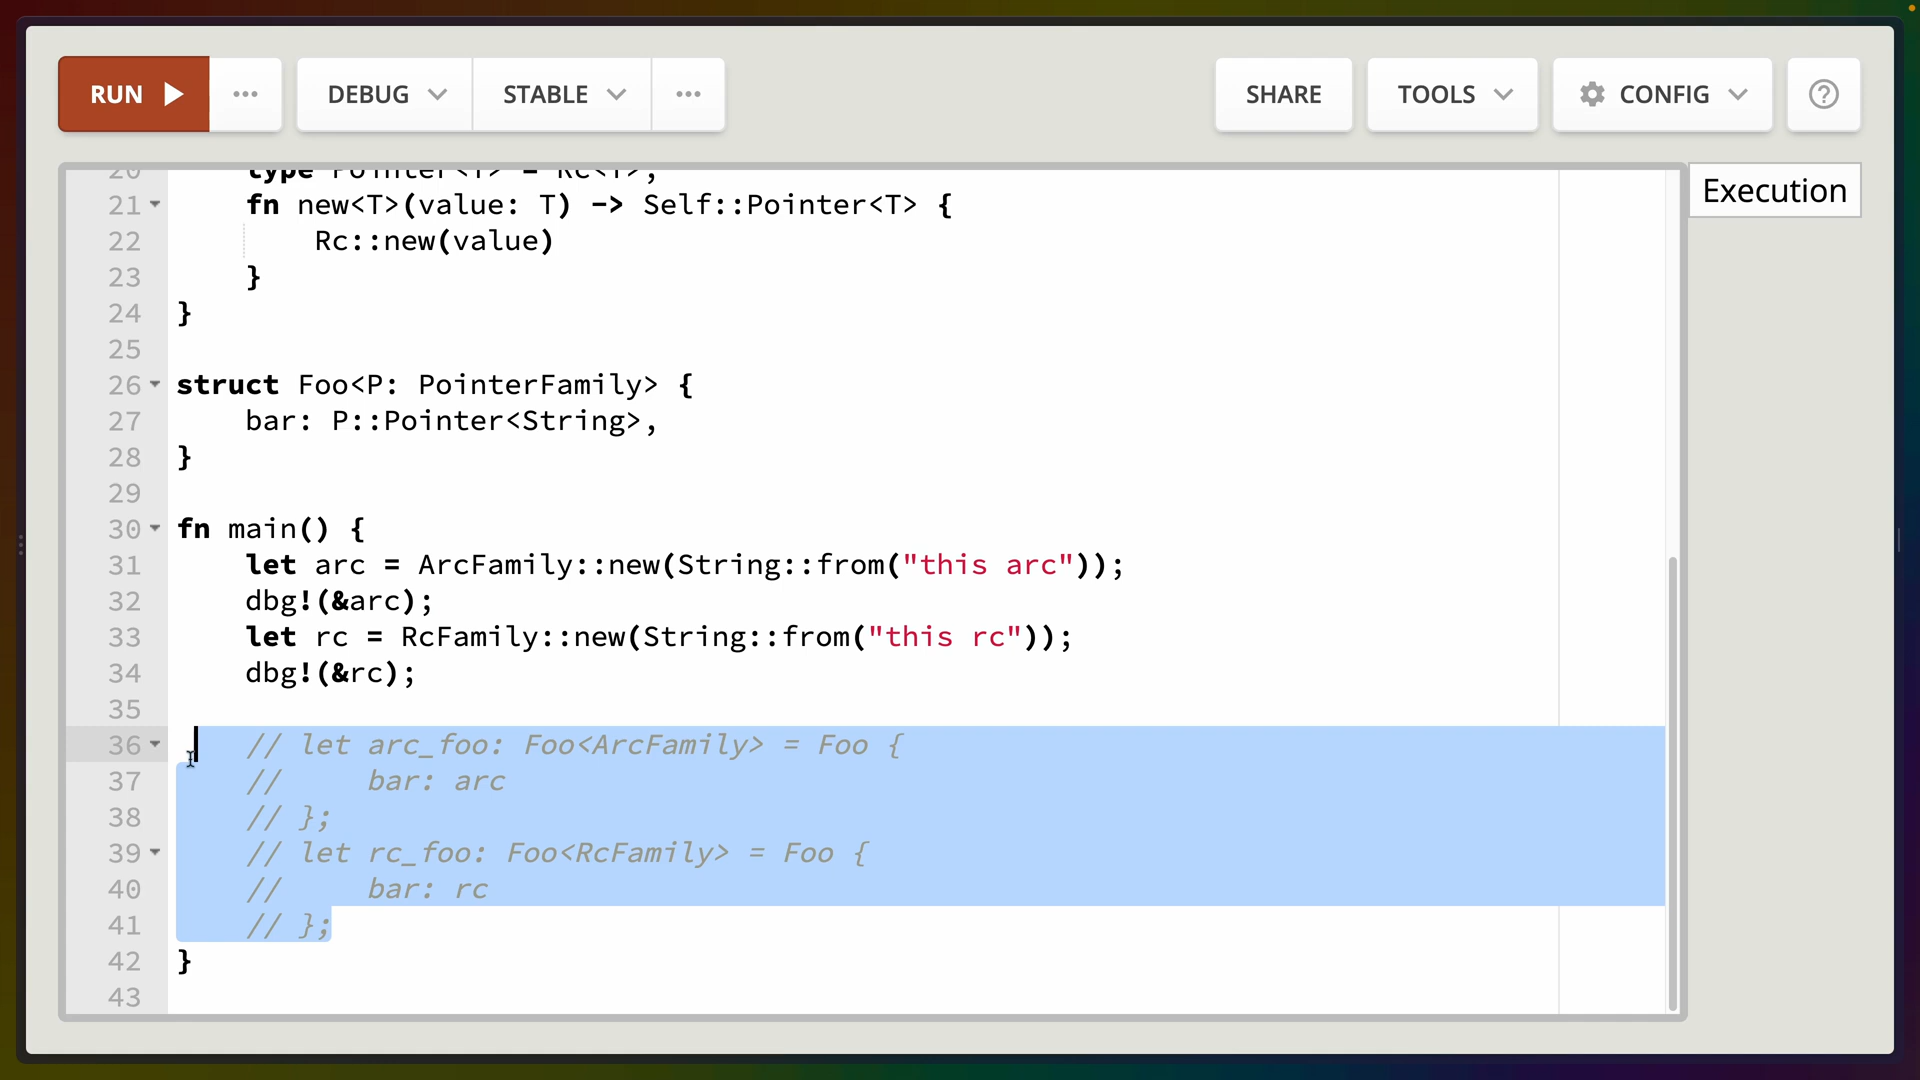 RUN ▶ ··· DEBUG STABLE ··· SHARE TOOLS CONFIG ?
20     type Pointer<T> = Rc<T>;
Execution
21     fn new<T>(value: T) -> Self::Pointer<T> {
22         Rc::new(value)
23     }
24 }
25
26 struct Foo<P: PointerFamily> {
27     bar: P::Pointer<String>,
28 }
29
30 fn main() {
31     let arc = ArcFamily::new(String::from("this arc"));
32     dbg!(&arc);
33     let rc = RcFamily::new(String::from("this rc"));
34     dbg!(&rc);
35
36     // let arc_foo: Foo<ArcFamily> = Foo {
37     //     bar: arc
38     // };
39     // let rc_foo: Foo<RcFamily> = Foo {
40     //     bar: rc
41     // };
42 }
43